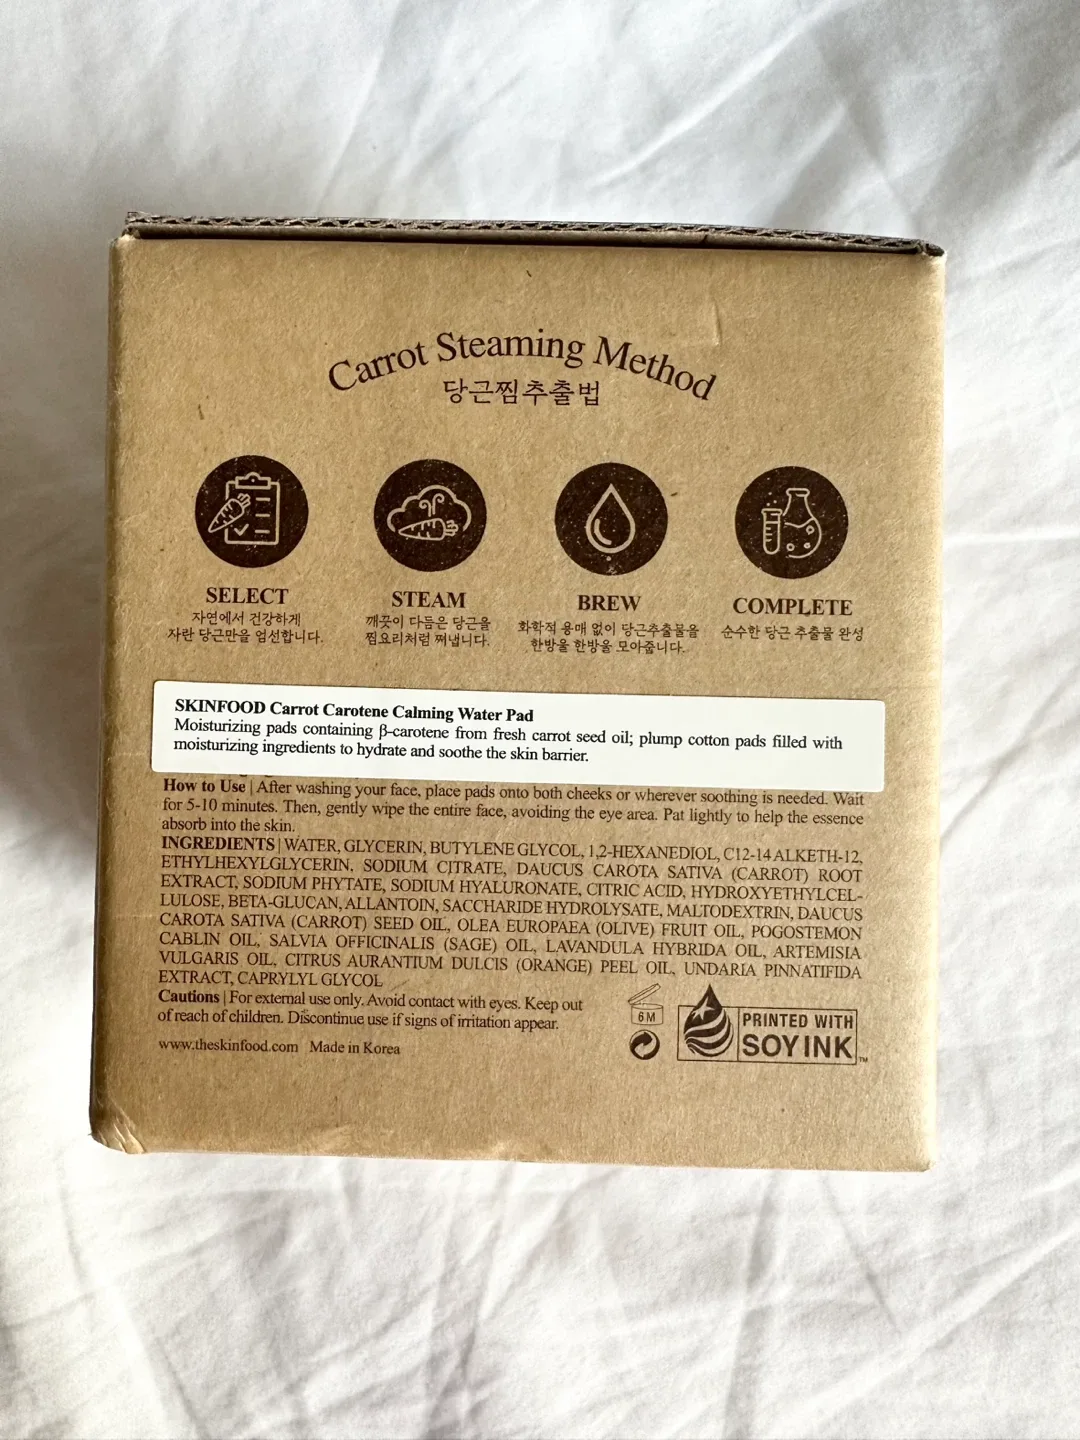 Carrot Steaming Method
당근찜추출법
SELECT
자연에서 건강하게
자란 당근만을 엄선합니다.
STEAM
깨끗이 다듬은 당근을
찜요리처럼 쪄냅니다.
BREW
화학적 용매 없이 당근추출물을
한방울 한방울 모아줍니다.
COMPLETE
순수한 당근 추출물 완성
SKINFOOD Carrot Carotene Calming Water Pad
Moisturizing pads containing β-carotene from fresh carrot seed oil; plump cotton pads filled with
moisturizing ingredients to hydrate and soothe the skin barrier.
How to Use | After washing your face, place pads onto both cheeks or wherever soothing is needed. Wait
for 5-10 minutes. Then, gently wipe the entire face, avoiding the eye area. Pat lightly to help the essence
absorb into the skin.
INGREDIENTS | WATER, GLYCERIN, BUTYLENE GLYCOL, 1,2-HEXANEDIOL, C12-14 ALKETH-12,
ETHYLHEXYLGLYCERIN, SODIUM CITRATE, DAUCUS CAROTA SATIVA (CARROT) ROOT
EXTRACT, SODIUM PHYTATE, SODIUM HYALURONATE, CITRIC ACID, HYDROXYETHYLCEL-
LULOSE, BETA-GLUCAN, ALLANTOIN, SACCHARIDE HYDROLYSATE, MALTODEXTRIN, DAUCUS
CAROTA SATIVA (CARROT) SEED OIL, OLEA EUROPAEA (OLIVE) FRUIT OIL, POGOSTEMON
CABLIN OIL, SALVIA OFFICINALIS (SAGE) OIL, LAVANDULA HYBRIDA OIL, ARTEMISIA
VULGARIS OIL, CITRUS AURANTIUM DULCIS (ORANGE) PEEL OIL, UNDARIA PINNATIFIDA
EXTRACT, CAPRYLYL GLYCOL
Cautions | For external use only. Avoid contact with eyes. Keep out
of reach of children. Discontinue use if signs of irritation appear.
www.theskinfood.com Made in Korea
6 M
PRINTED WITH
SOY INK™